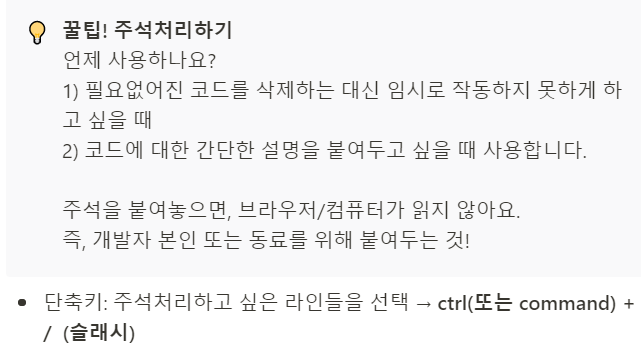 꿀팁! 주석처리하기
언제 사용하나요?
1) 필요없어진 코드를 삭제하는 대신 임시로 작동하지 못하게 하
고 싶을 때
2) 코드에 대한 간단한 설명을 붙여두고 싶을 때 사용합니다.
주석을 붙여놓으면, 브라우저/컴퓨터가 읽지 않아요.
즉, 개발자 본인 또는 동료를 위해 붙여두는 것!
• 단축키: 주석처리하고 싶은 라인들을 선택 → ctrl(또는 command) +
/ (슬래시)